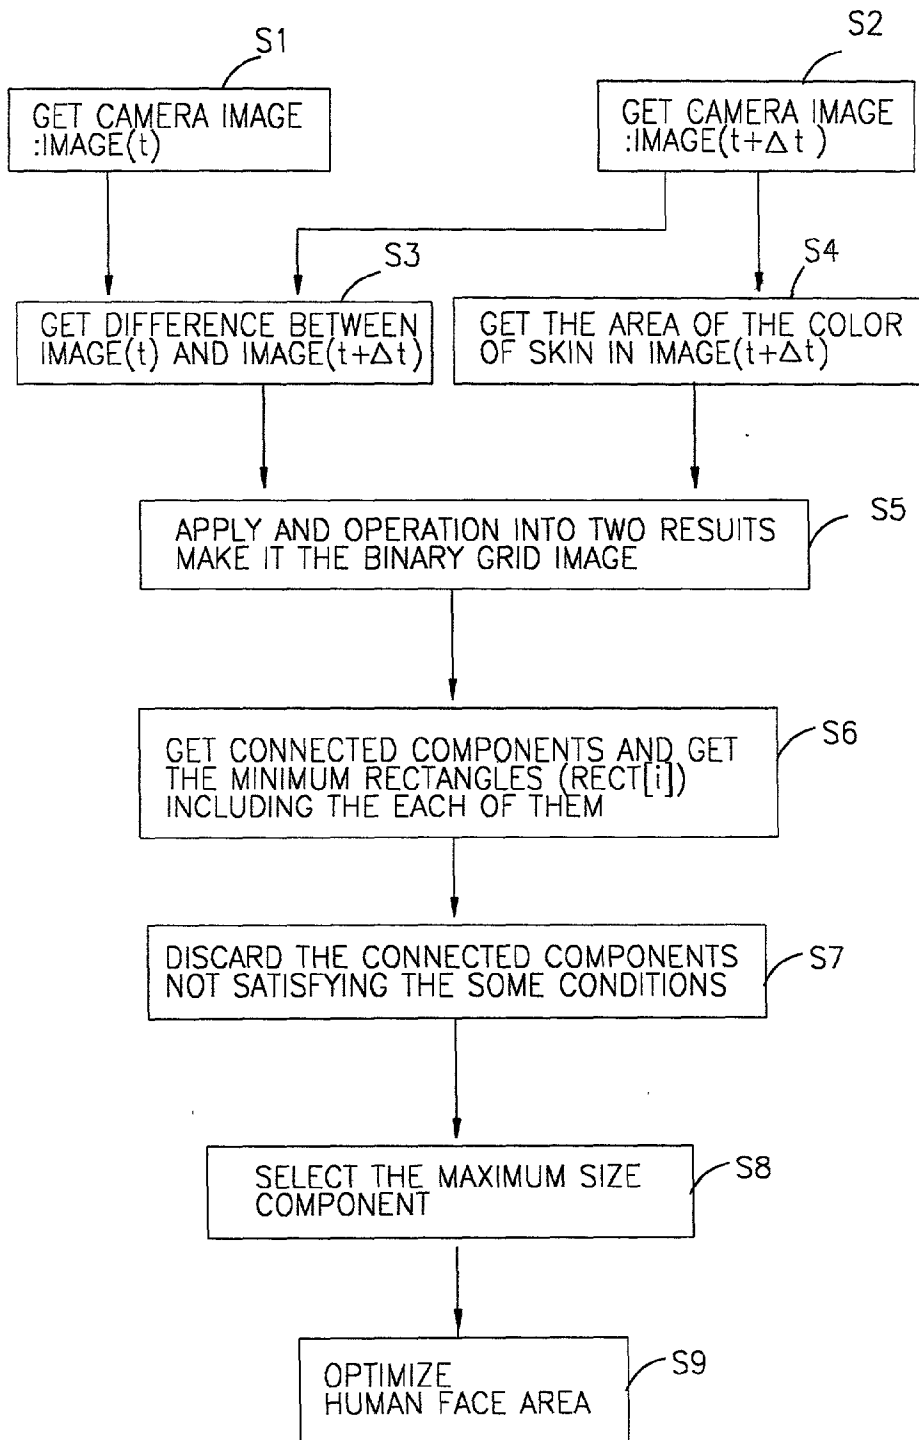 S1
GET CAMERA IMAGE
:IMAGE(t)
S2
GET CAMERA IMAGE
:IMAGE(t+Δt )
S3
GET DIFFERENCE BETWEEN
IMAGE(t) AND IMAGE(t+Δt)
S4
GET THE AREA OF THE COLOR
OF SKIN IN IMAGE(t+Δt)
S5
APPLY AND OPERATION INTO TWO RESUITS
MAKE IT THE BINARY GRID IMAGE
S6
GET CONNECTED COMPONENTS AND GET
THE MINIMUM RECTANGLES (RECT[i])
INCLUDING THE EACH OF THEM
S7
DISCARD THE CONNECTED COMPONENTS
NOT SATISFYING THE SOME CONDITIONS
S8
SELECT THE MAXIMUM SIZE
COMPONENT
S9
OPTIMIZE
HUMAN FACE AREA